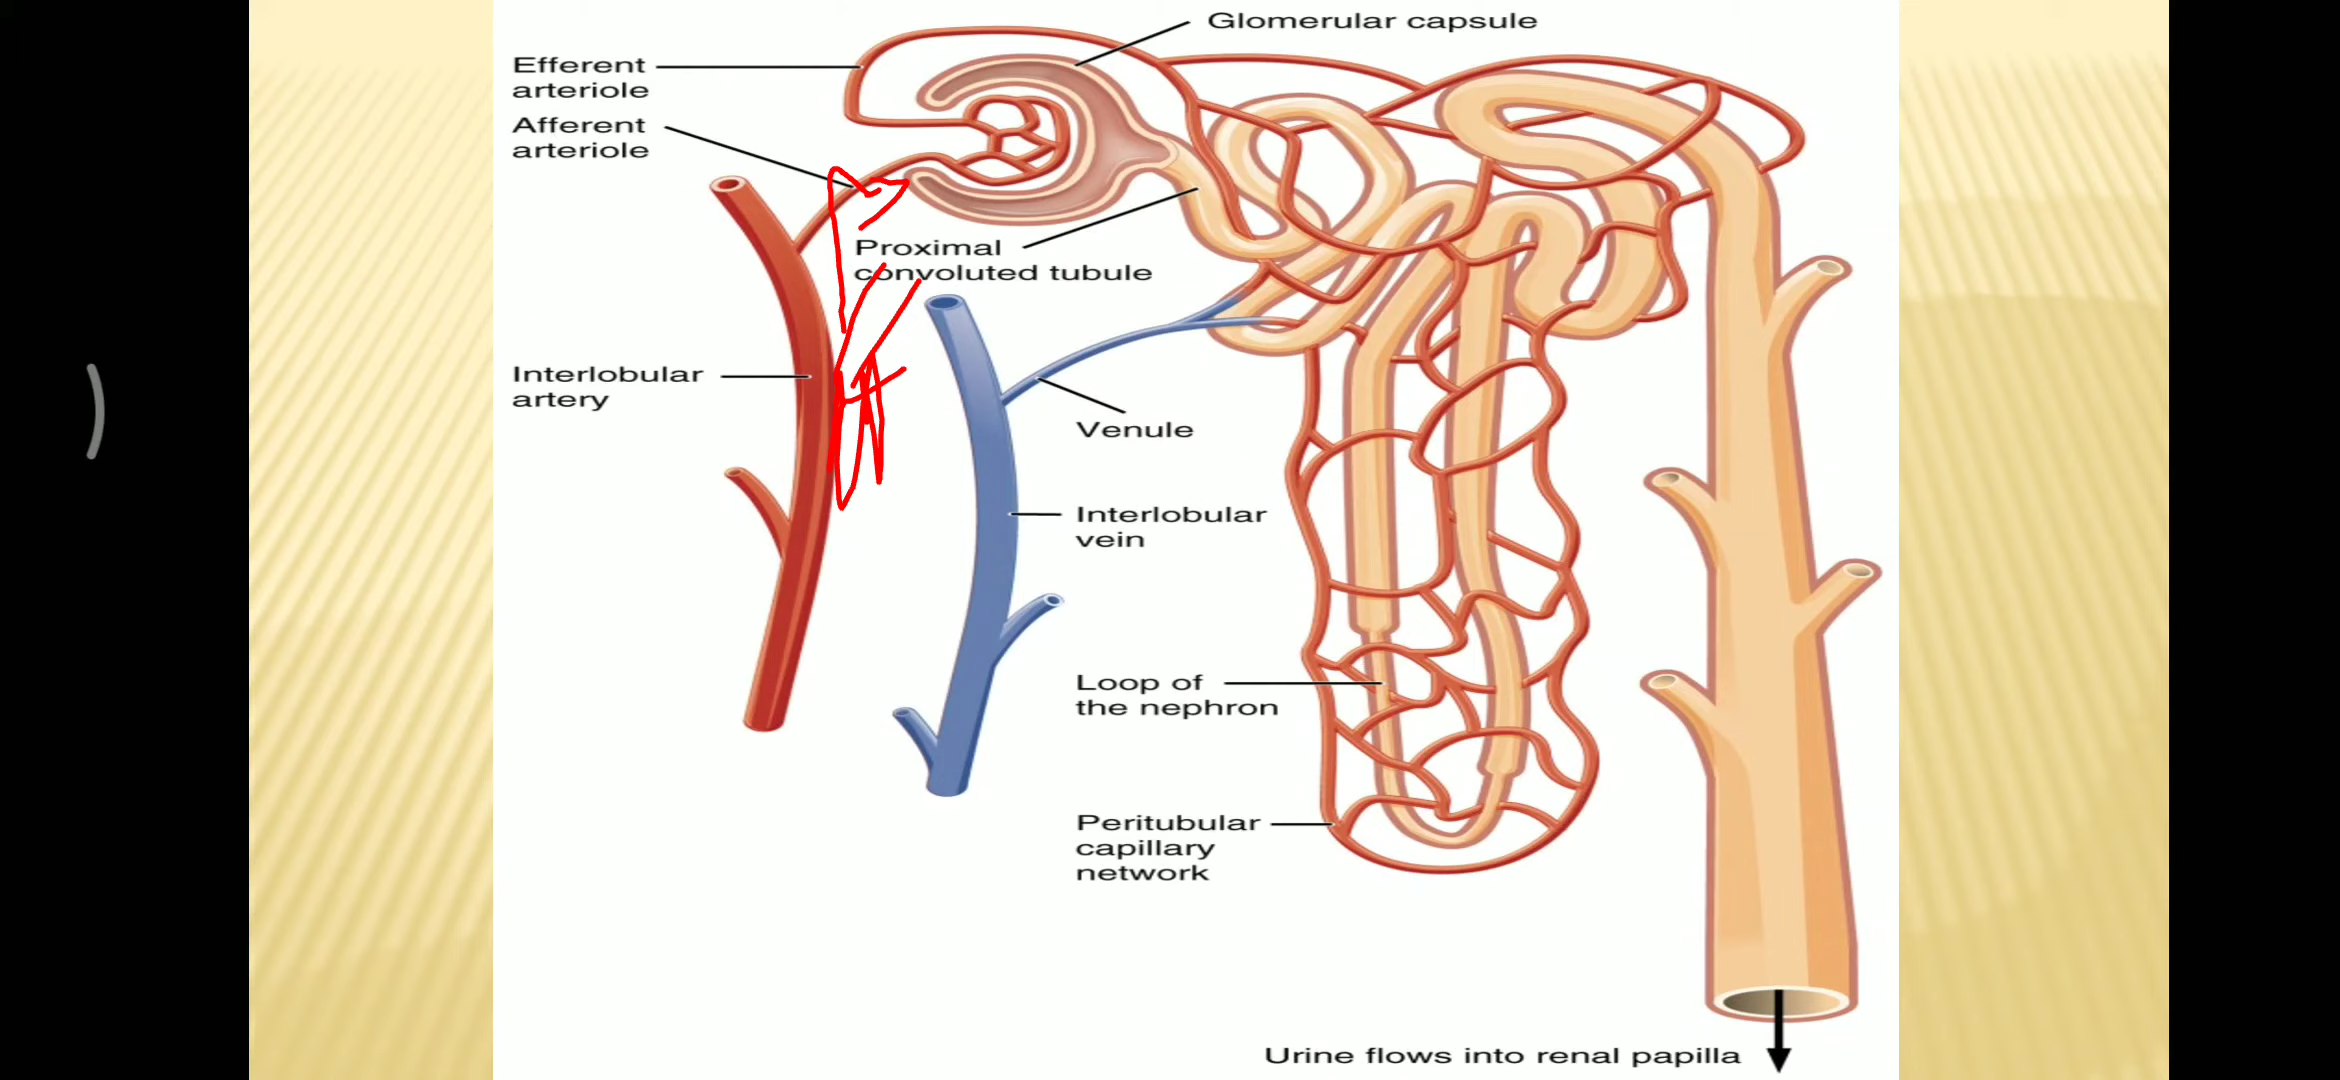 Glomerular capsule
Efferent
arteriole
Afferent
arteriole
Proximal
convoluted tubule
Interlobular
artery
Venule
Interlobular
vein
Loop of
the nephron
Peritubular
capillary
network
Urine flows into renal papilla